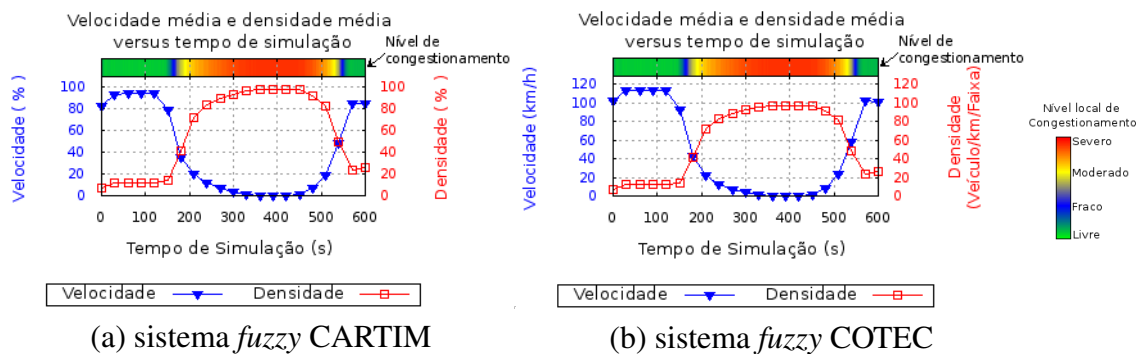 Velocidade média e densidade média
versus tempo de simulação
Nível de
congestionamento
Velocidade ( % )
100
80
60
40
20
0
100
80
60
40
20
0
Densidade ( % )
0 100 200 300 400 500 600
Tempo de Simulação (s)
Velocidade Densidade
(a) sistema fuzzy CARTIM
Velocidade média e densidade média
versus tempo de simulação
Nível de
congestionamento
Velocidade (km/h)
120
100
80
60
40
20
0
120
100
80
60
40
20
0
Densidade
(Veículo/km/Faixa)
0 100 200 300 400 500 600
Tempo de Simulação (s)
Velocidade Densidade
(b) sistema fuzzy COTEC
Nível local de
Congestionamento
Severo
Moderado
Fraco
Livre